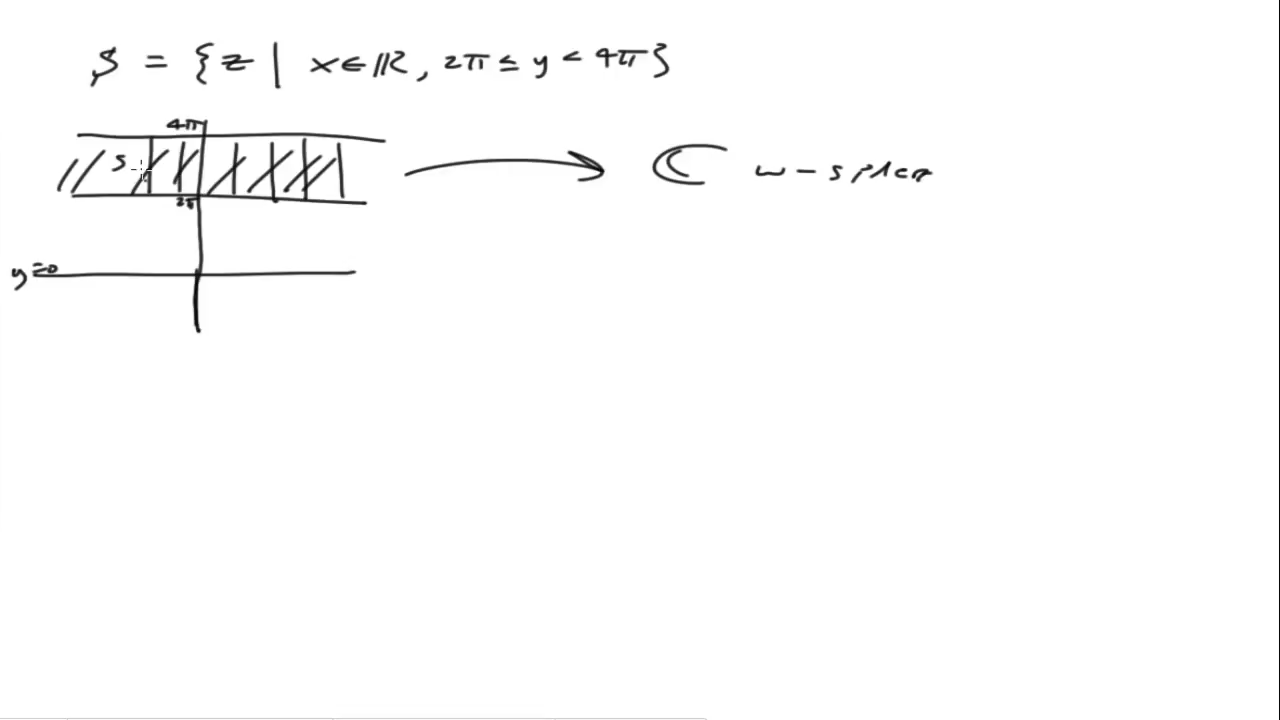 S = {z | x ∈ ℝ, 2π ≤ y < 4π}
4π
S
ℂ w - space
2π
y=0